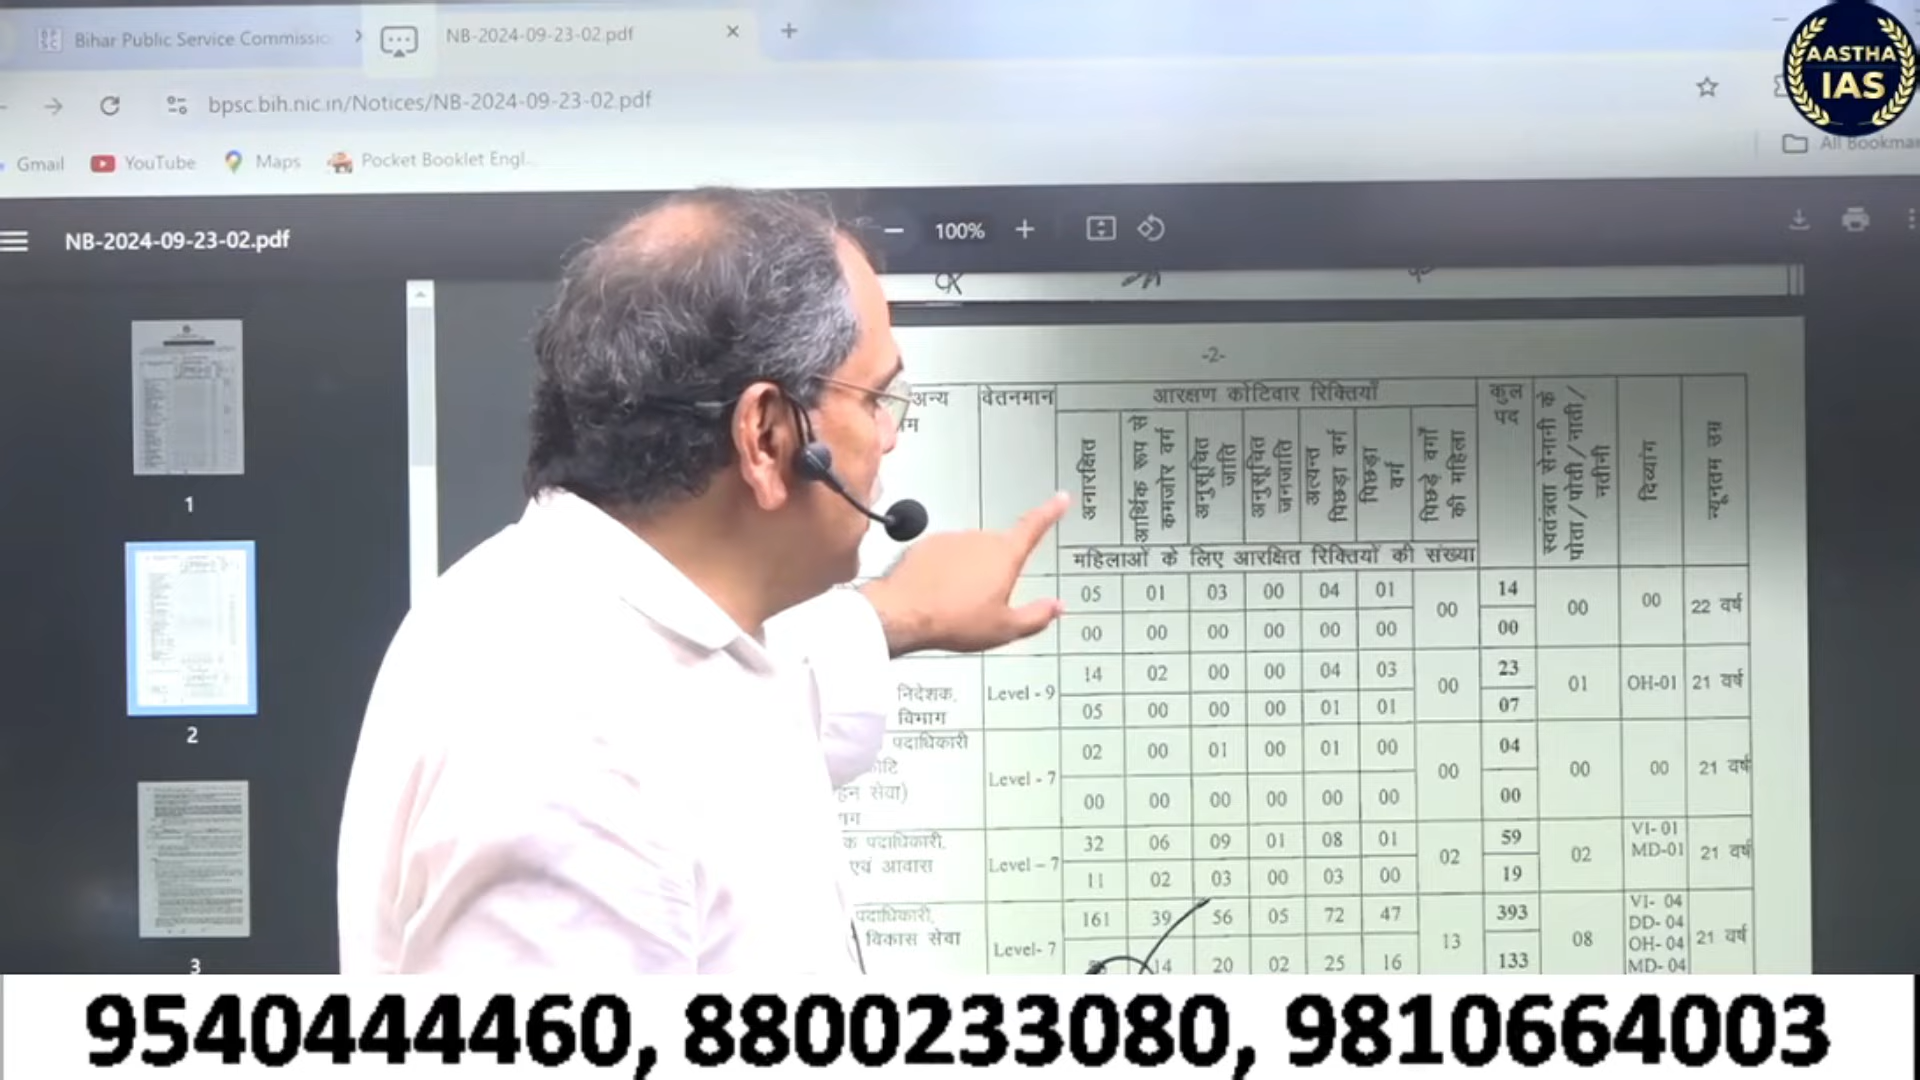 Bihar Public Service Commissio
NB-2024-09-23-02.pdf
bpsc.bih.nic.in/Notices/NB-2024-09-23-02.pdf
Gmail YouTube Maps Pocket Booklet Engl...
All Bookmar
AASTHA
IAS
NB-2024-09-23-02.pdf
100%
1
2
3
-2-
अन्य वेतनमान आरक्षण कोटिवार रिक्तियाँ कुल पद
अनारक्षित
आर्थिक रूप से कमजोर वर्ग
अनुसूचित जाति
अनुसूचित जनजाति
अत्यन्त पिछड़ा वर्ग
पिछड़ा वर्ग
पिछड़े वर्गों की महिला
स्वतंत्रता सेनानी के पोता/पोती/नाती/नतीनी
दिव्यांग
न्यूनतम उम्र
महिलाओं के लिए आरक्षित रिक्तियों की संख्या
05 01 03 00 04 01 00 14 00 00 22 वर्ष
00 00 00 00 00 00 00
निदेशक, विभाग Level - 9 14 02 00 00 04 03 00 23 01 OH-01 21 वर्ष
05 00 00 00 01 01 07
पदाधिकारी
सेवा) Level - 7 02 00 01 00 01 00 00 04 00 00 21 वर्ष
00 00 00 00 00 00 00
क पदाधिकारी,
एवं आवास Level – 7 32 06 09 01 08 01 02 59 02 VI- 01 MD-01 21 वर्ष
11 02 03 00 03 00 19
पदाधिकारी,
विकास सेवा Level- 7 161 39 56 05 72 47 13 393 08 VI- 04 DD- 04 OH- 04 MD- 04 21 वर्ष
14 20 02 25 16 133
9540444460, 8800233080, 9810664003